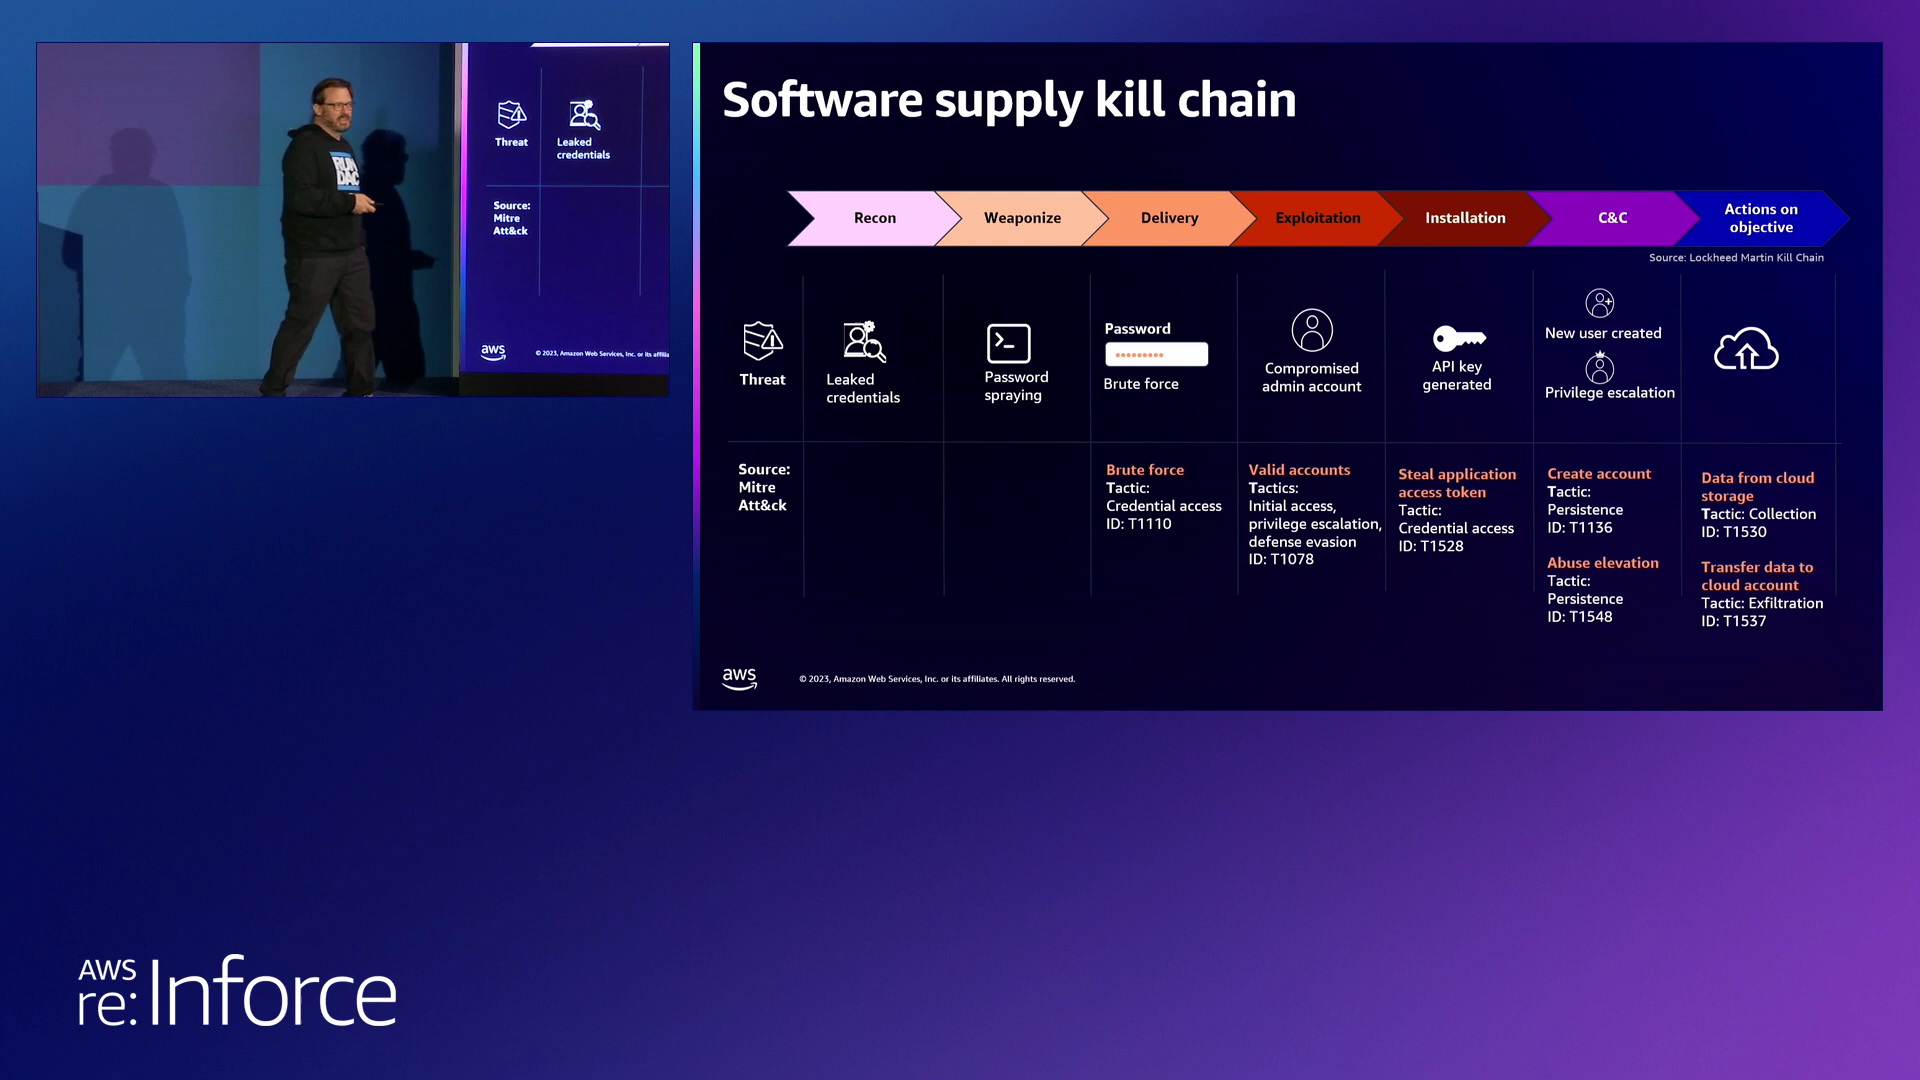 Threat
Leaked
credentials
Source:
Mitre
Att&ck
aws
© 2023, Amazon Web Services, Inc. or its
RUN
Software supply kill chain
Recon
Weaponize
Delivery
Exploitation
Installation
C&C
Actions on
objective
Source: Lockheed Martin Kill Chain
Threat
Leaked
credentials
Password
spraying
Password
Brute force
Compromised
admin account
API key
generated
New user created
Privilege escalation
Source:
Mitre
Att&ck
Brute force
Tactic:
Credential access
ID: T1110
Valid accounts
Tactics:
Initial access,
privilege escalation,
defense evasion
ID: T1078
Steal application
access token
Tactic:
Credential access
ID: T1528
Create account
Tactic:
Persistence
ID: T1136
Abuse elevation
Tactic:
Persistence
ID: T1548
Data from cloud
storage
Tactic: Collection
ID: T1530
Transfer data to
cloud account
Tactic: Exfiltration
ID: T1537
aws
© 2023, Amazon Web Services, Inc. or its affiliates. All rights reserved.
AWS
re:Inforce